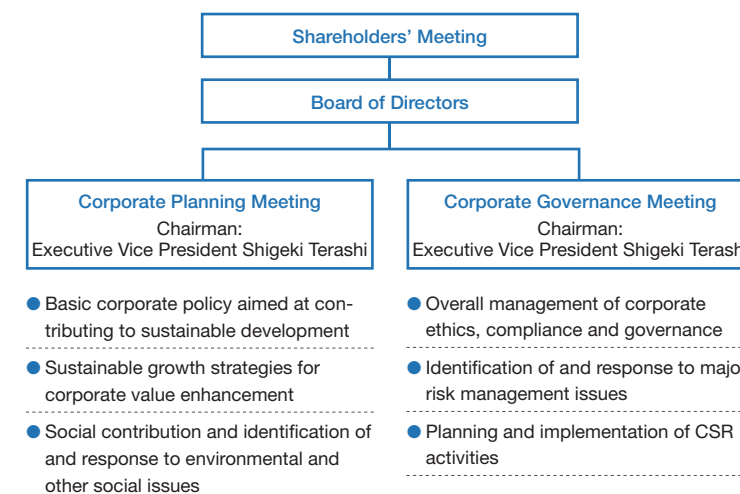 Shareholders’ Meeting
Board of Directors
Corporate Planning Meeting
Chairman:
Executive Vice President Shigeki Terashi
Corporate Governance Meeting
Chairman:
Executive Vice President Shigeki Terash
● Basic corporate policy aimed at con-
tributing to sustainable development
● Sustainable growth strategies for
corporate value enhancement
● Social contribution and identification of
and response to environmental and
other social issues
● Overall management of corporate
ethics, compliance and governance
● Identification of and response to majo
risk management issues
● Planning and implementation of CSR
activities